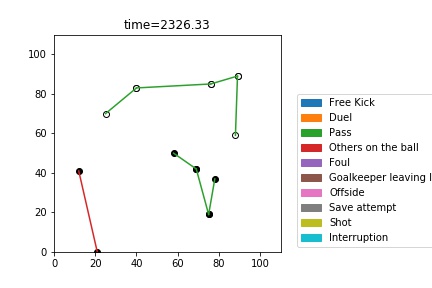 time=2326.33
100
80
60
40
20
0
0 20 40 60 80 100
Free Kick
Duel
Pass
Others on the ball
Foul
Goalkeeper leaving l
Offside
Save attempt
Shot
Interruption